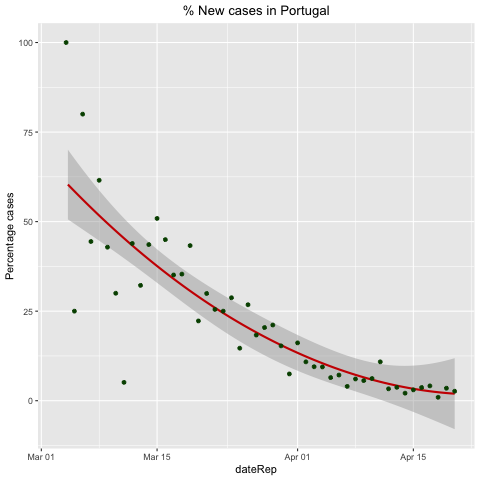 % New cases in Portugal
Percentage cases
100
75
50
25
0
Mar 01 Mar 15 Apr 01 Apr 15
dateRep